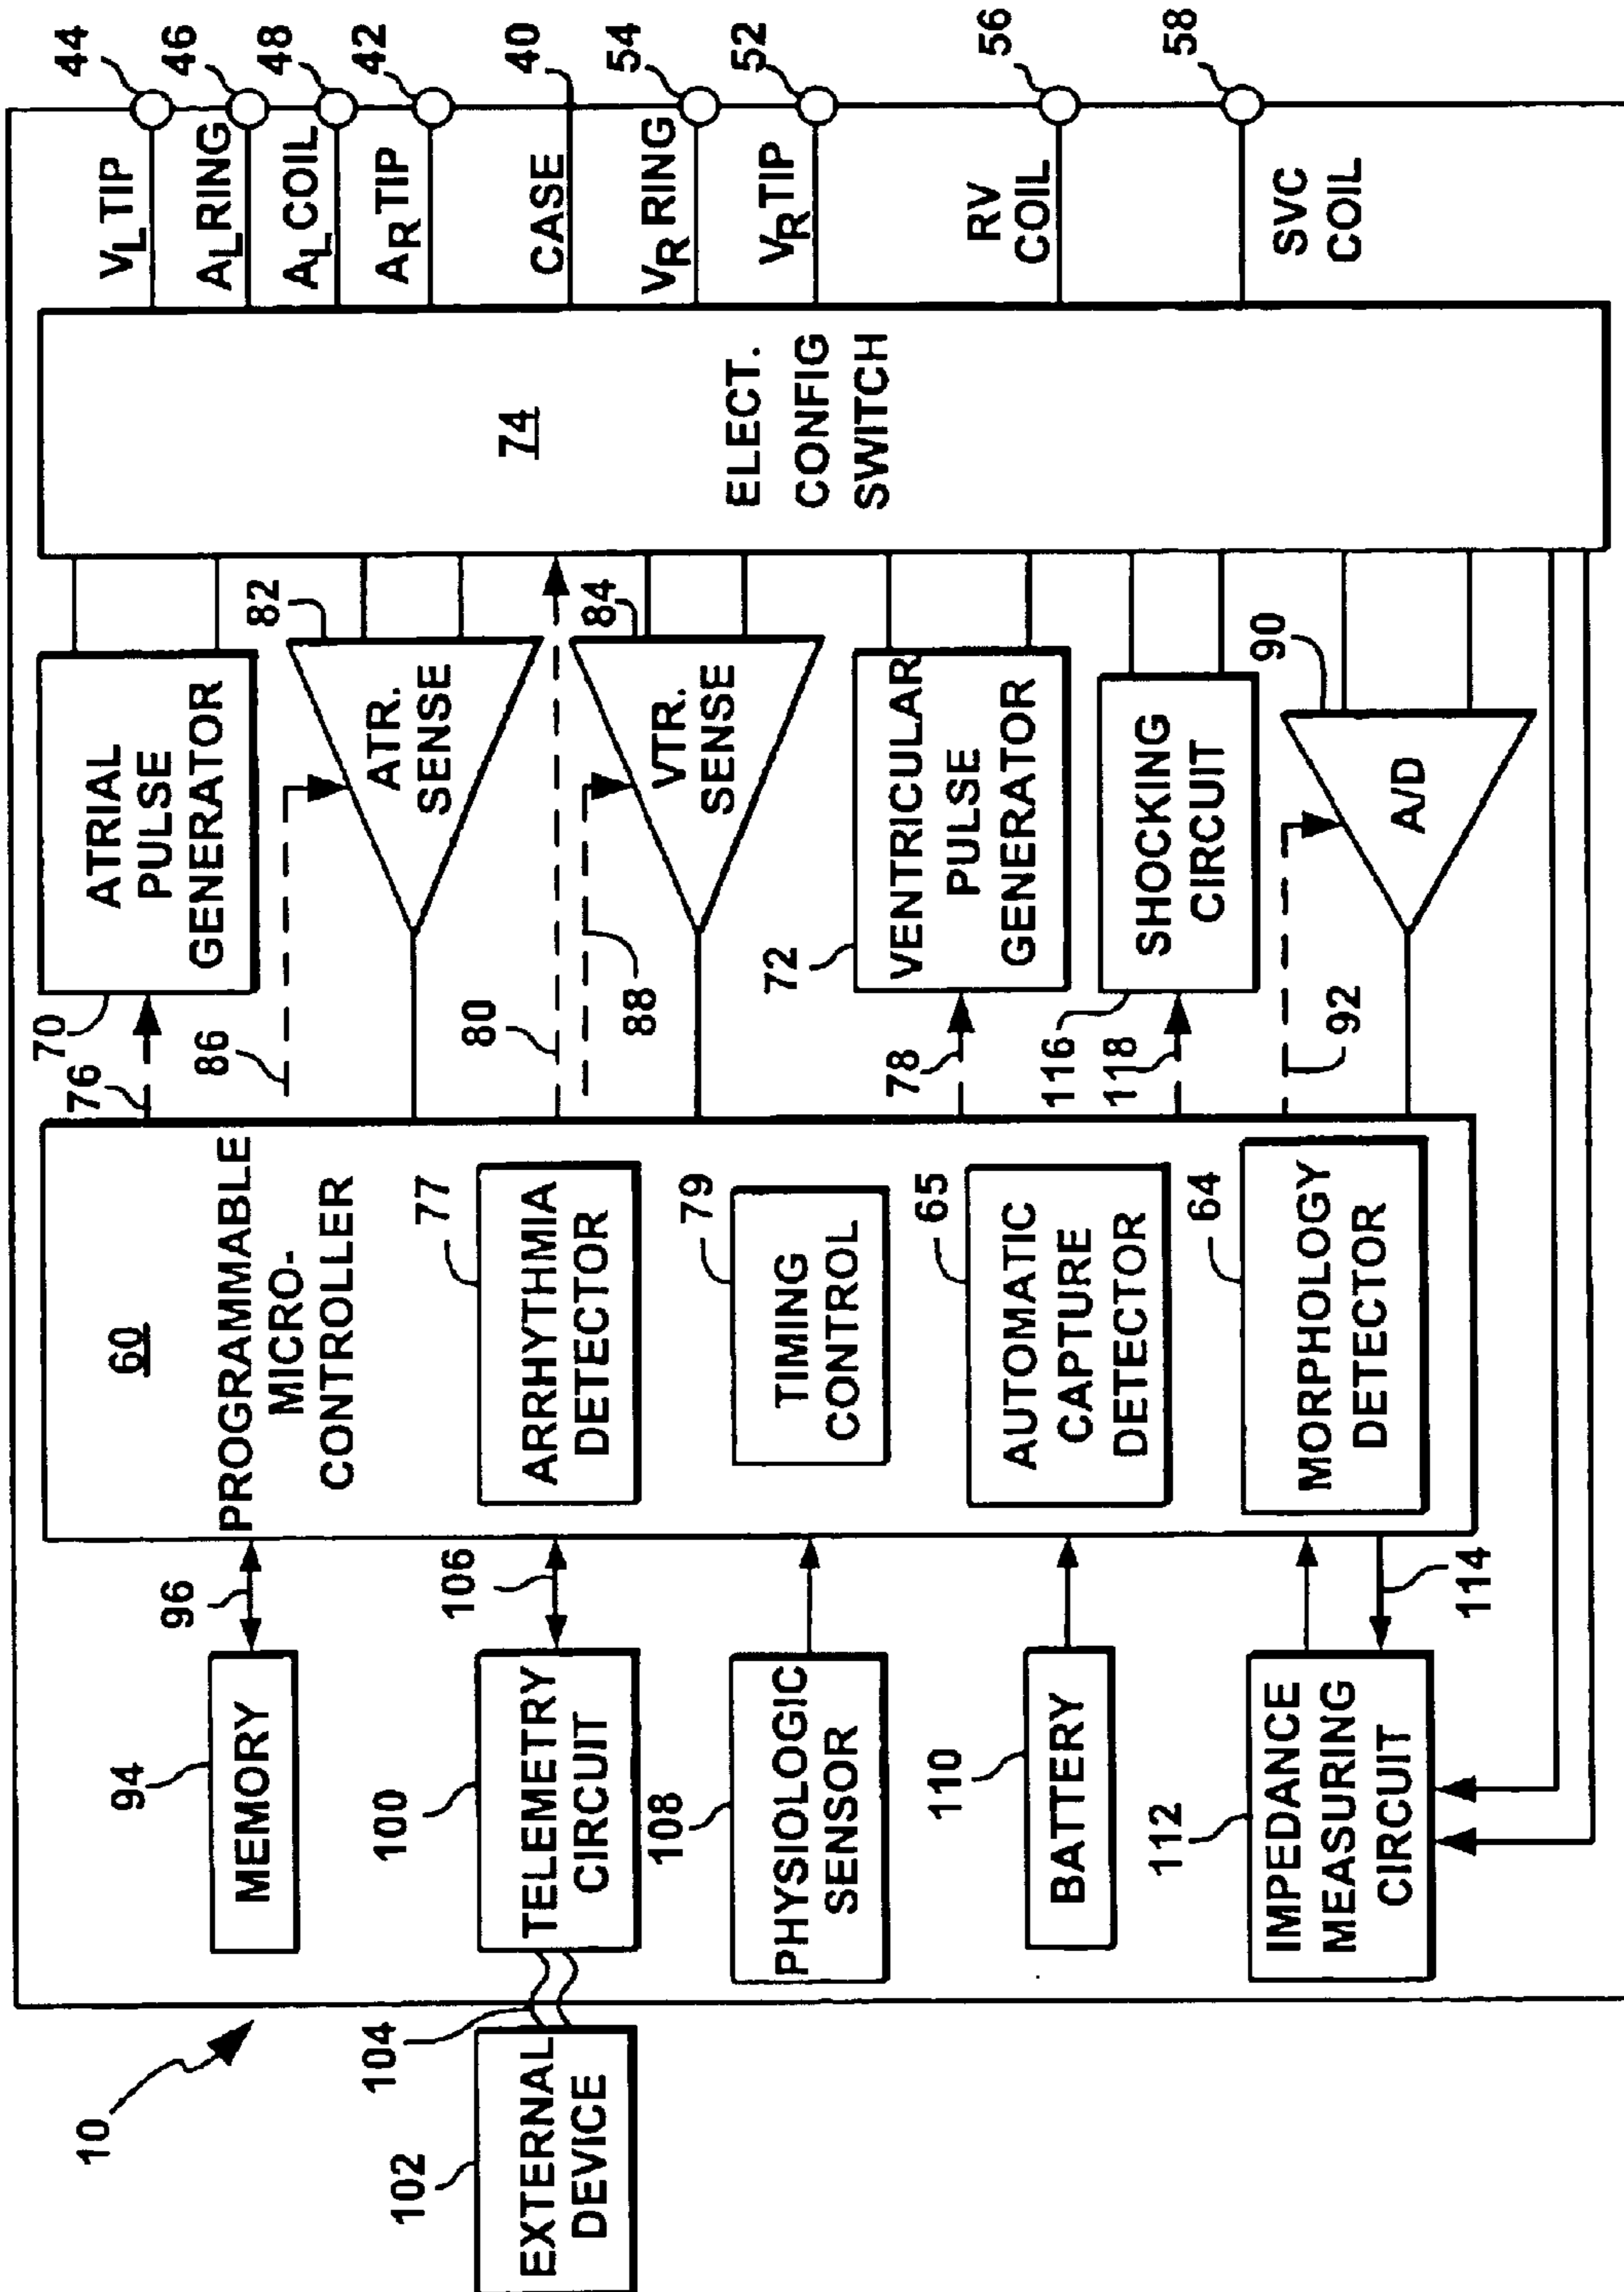 10
102
EXTERNAL
DEVICE
104
94
MEMORY
96
100
TELEMETRY
CIRCUIT
106
108
PHYSIOLOGIC
SENSOR
110
BATTERY
112
IMPEDANCE
MEASURING
CIRCUIT
114
60
PROGRAMMABLE
MICRO-
CONTROLLER
77
ARRHYTHMIA
DETECTOR
79
TIMING
CONTROL
65
AUTOMATIC
CAPTURE
DETECTOR
64
MORPHOLOGY
DETECTOR
76
70
ATRIAL
PULSE
GENERATOR
86
82
ATR.
SENSE
80
88
84
VTR.
SENSE
78
72
VENTRICULAR
PULSE
GENERATOR
118
116
SHOCKING
CIRCUIT
92
90
A/D
74
ELECT.
CONFIG
SWITCH
VL TIP
44
AL RING
46
AL COIL
48
AR TIP
42
CASE
40
VR RING
54
VR TIP
52
RV
COIL
56
SVC
COIL
58